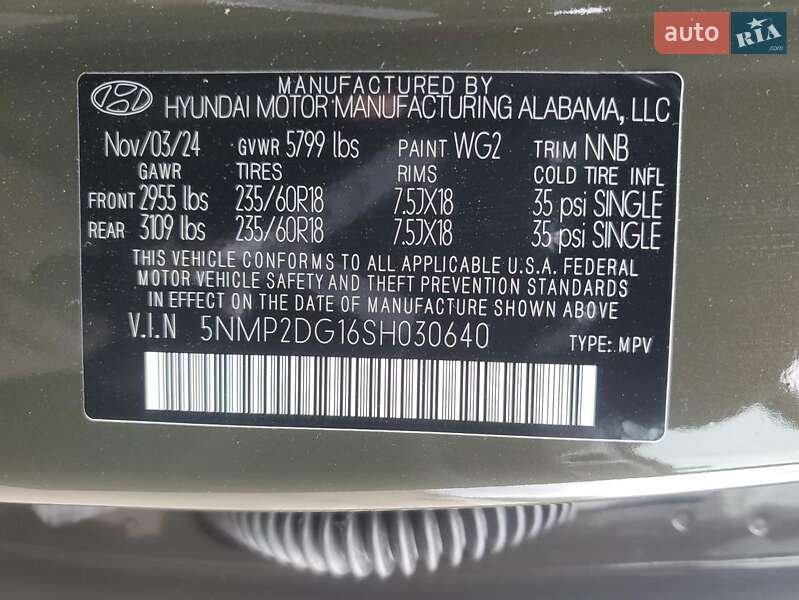 auto RIA.com
MANUFACTURED BY
HYUNDAI MOTOR MANUFACTURING ALABAMA, LLC
Nov/03/24 GVWR 5799 lbs PAINT WG2 TRIM NNB
GAWR TIRES RIMS COLD TIRE INFL
FRONT 2955 lbs 235/60R18 7.5JX18 35 psi SINGLE
REAR 3109 lbs 235/60R18 7.5JX18 35 psi SINGLE
THIS VEHICLE CONFORMS TO ALL APPLICABLE U.S.A. FEDERAL
MOTOR VEHICLE SAFETY AND THEFT PREVENTION STANDARDS
IN EFFECT ON THE DATE OF MANUFACTURE SHOWN ABOVE
V.I.N 5NMP2DG16SH030640 TYPE: MPV